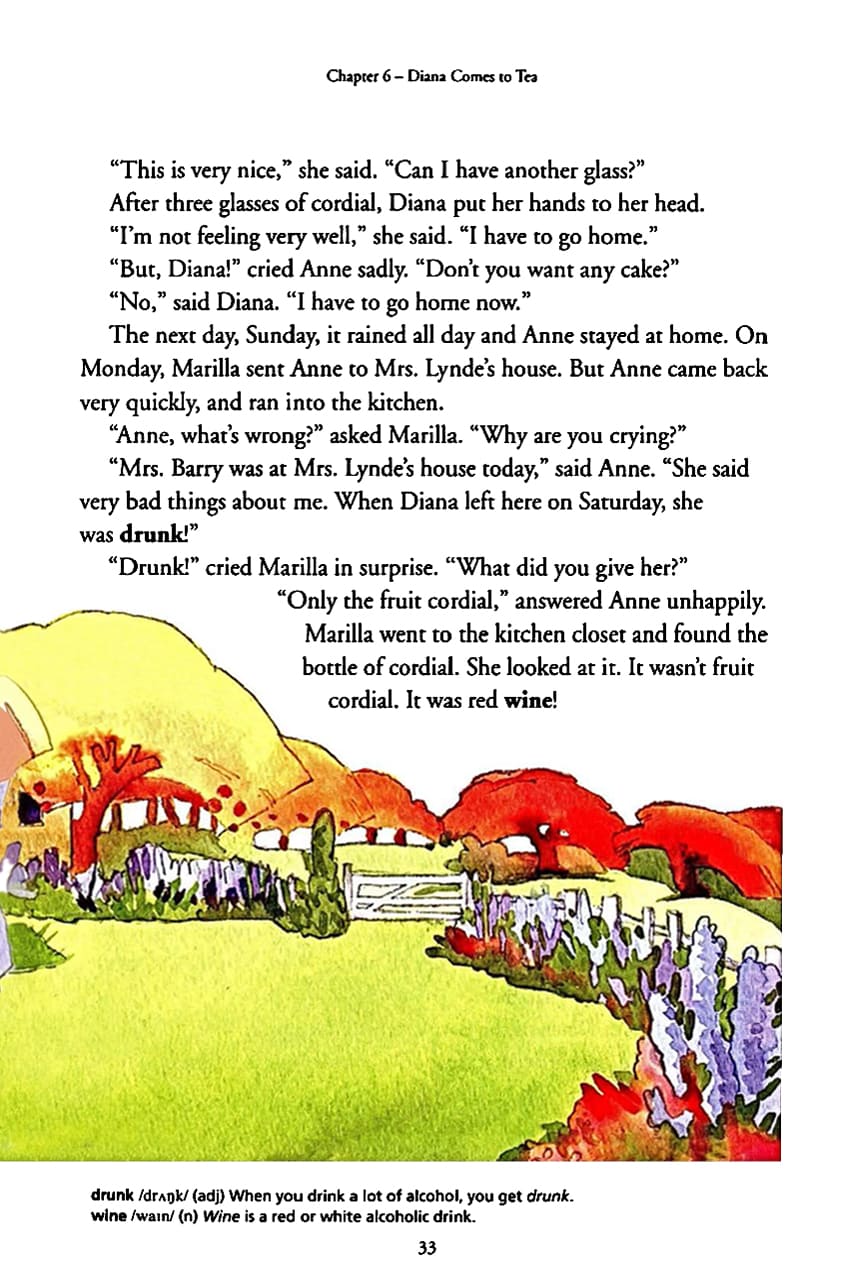 Chapter 6 – Diana Comes to Tea
“This is very nice,” she said. “Can I have another glass?”
After three glasses of cordial, Diana put her hands to her head.
“I’m not feeling very well,” she said. “I have to go home.”
“But, Diana!” cried Anne sadly. “Don’t you want any cake?”
“No,” said Diana. “I have to go home now.”
The next day, Sunday, it rained all day and Anne stayed at home. On
Monday, Marilla sent Anne to Mrs. Lynde’s house. But Anne came back
very quickly, and ran into the kitchen.
“Anne, what’s wrong?” asked Marilla. “Why are you crying?”
“Mrs. Barry was at Mrs. Lynde’s house today,” said Anne. “She said
very bad things about me. When Diana left here on Saturday, she
was drunk!”
“Drunk!” cried Marilla in surprise. “What did you give her?”
“Only the fruit cordial,” answered Anne unhappily.
Marilla went to the kitchen closet and found the
bottle of cordial. She looked at it. It wasn’t fruit
cordial. It was red wine!
drunk /drʌŋk/ (adj) When you drink a lot of alcohol, you get drunk.
wine /waɪn/ (n) Wine is a red or white alcoholic drink.
33